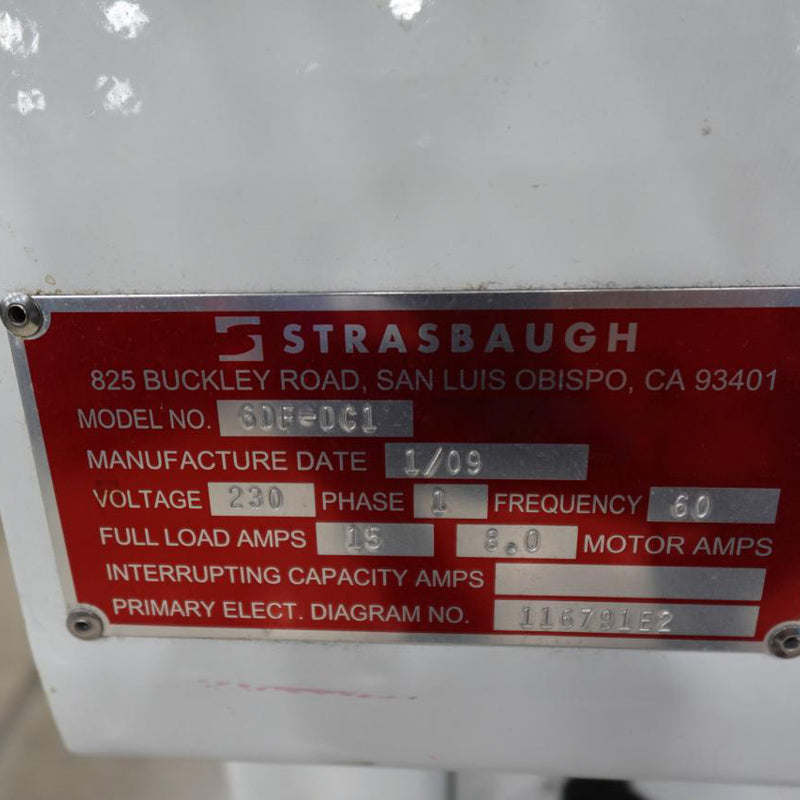 STRASBAUGH
825 BUCKLEY ROAD, SAN LUIS OBISPO, CA 93401
MODEL NO. 6DF-DC1
MANUFACTURE DATE 1/09
VOLTAGE 230 PHASE 1 FREQUENCY 60
FULL LOAD AMPS 15 8.0 MOTOR AMPS
INTERRUPTING CAPACITY AMPS
PRIMARY ELECT. DIAGRAM NO. 116791E2